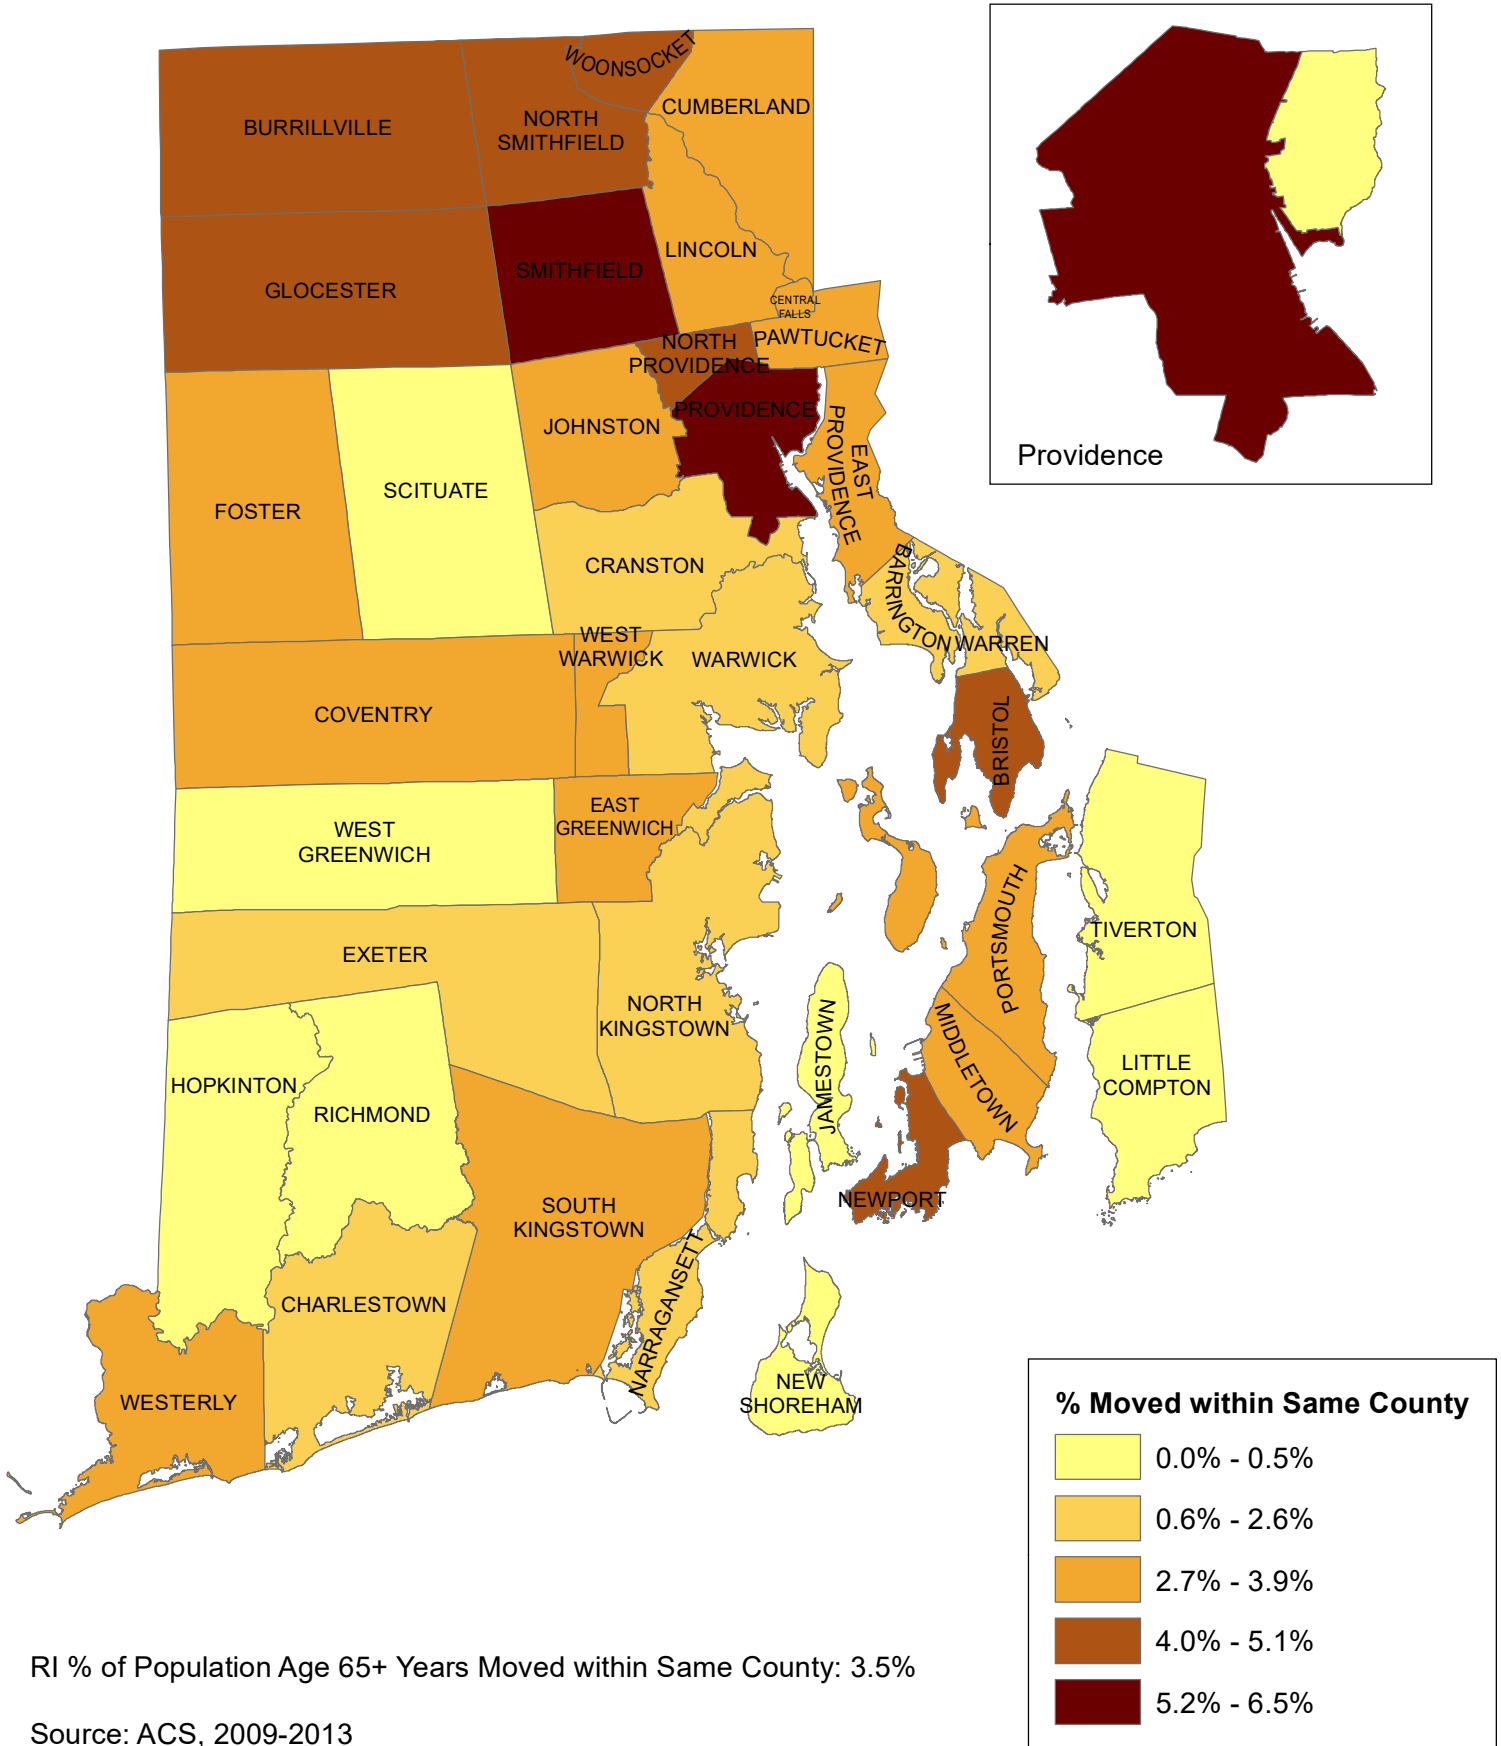 WOONSOCKET
CUMBERLAND
BURRILLVILLE
NORTH
SMITHFIELD
LINCOLN
SMITHFIELD
GLOCESTER
CENTRAL
FALLS
NORTH
PROVIDENCE
PAWTUCKET
PROVIDENCE
JOHNSTON
EAST
PROVIDENCE
SCITUATE
FOSTER
CRANSTON
BARRINGTON
WARREN
WEST
WARWICK
WARWICK
COVENTRY
BRISTOL
EAST
GREENWICH
WEST
GREENWICH
PORTSMOUTH
TIVERTON
EXETER
NORTH
KINGSTOWN
JAMESTOWN
MIDDLETOWN
LITTLE
COMPTON
HOPKINTON
RICHMOND
NEWPORT
SOUTH
KINGSTOWN
NARRAGANSETT
CHARLESTOWN
WESTERLY
NEW
SHOREHAM
Providence
% Moved within Same County
0.0% - 0.5%
0.6% - 2.6%
2.7% - 3.9%
4.0% - 5.1%
5.2% - 6.5%
RI % of Population Age 65+ Years Moved within Same County: 3.5%
Source: ACS, 2009-2013